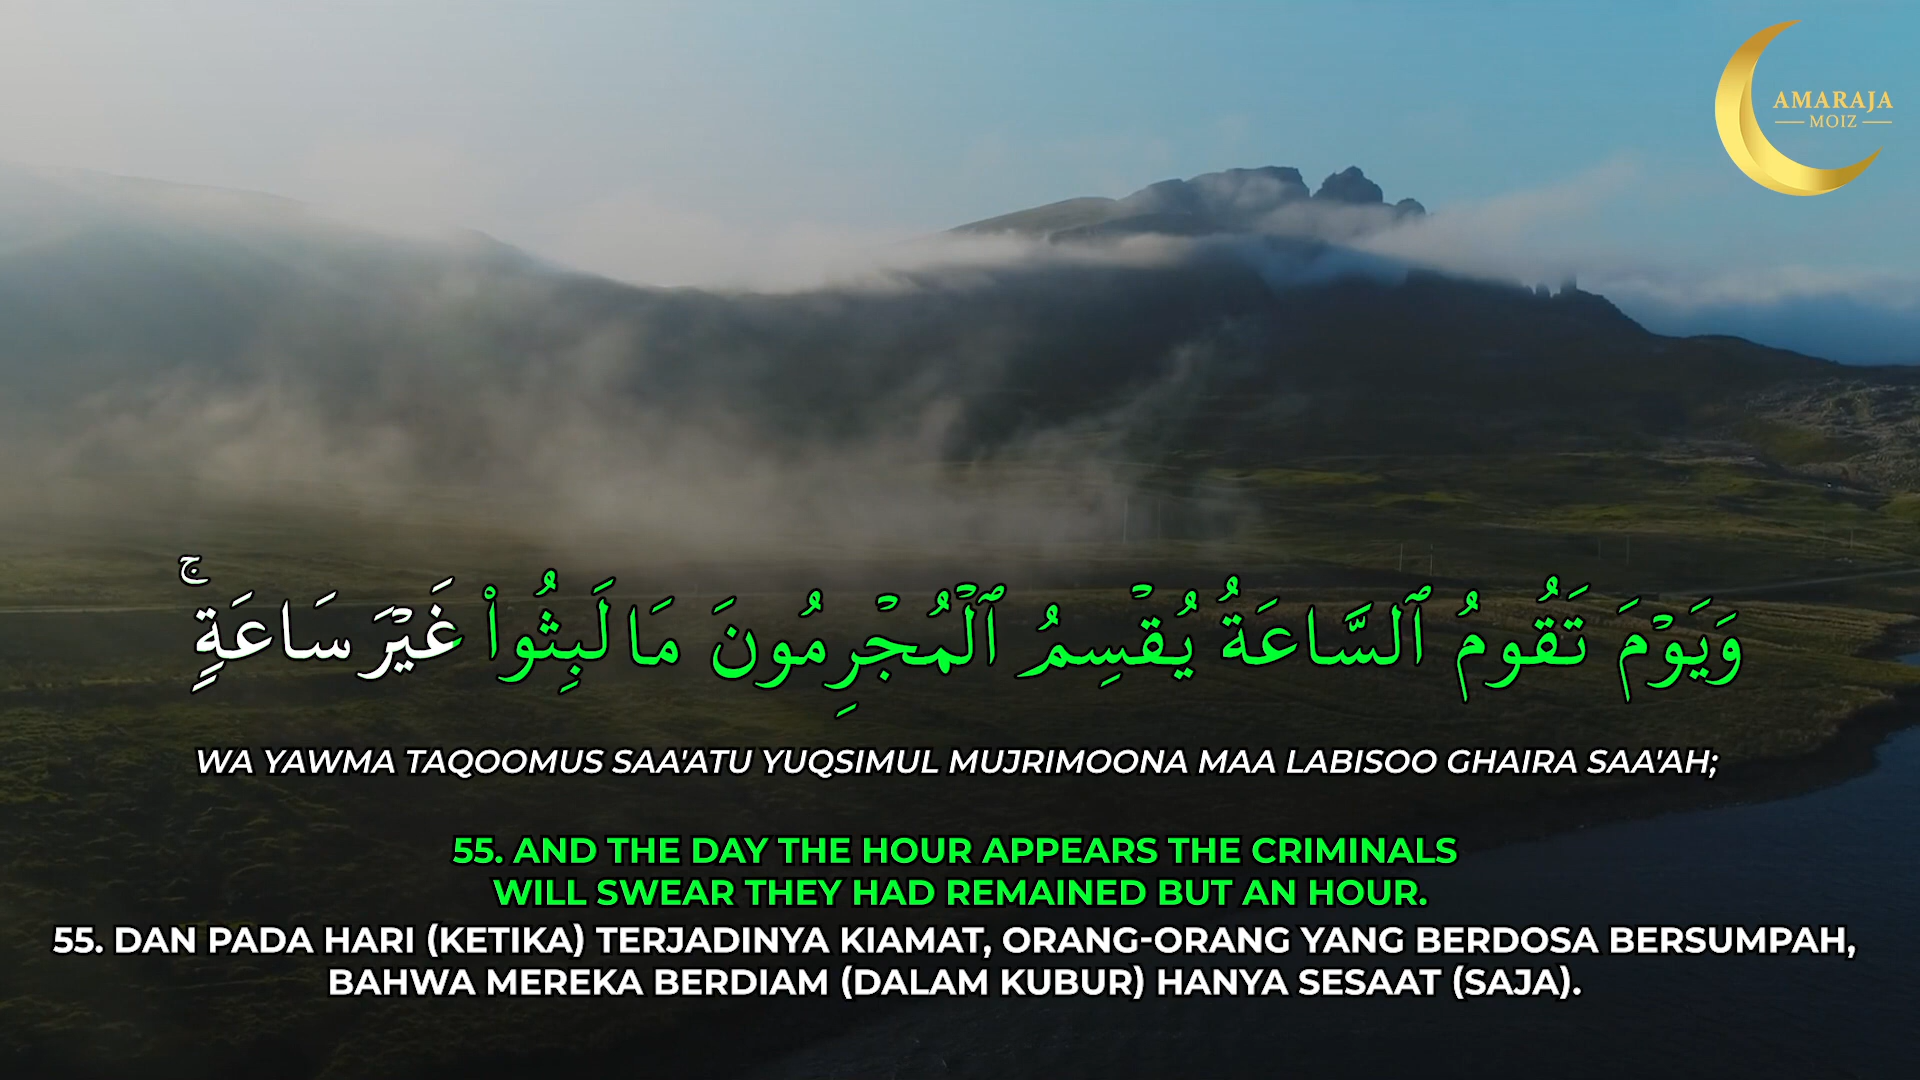 AMARAJA
MOIZ
وَيَوْمَ تَقُومُ ٱلسَّاعَةُ يُقْسِمُ ٱلْمُجْرِمُونَ مَا لَبِثُوا۟ غَيْرَ سَاعَةٍۢ ۚ
WA YAWMA TAQOOMUS SAA'ATU YUQSIMUL MUJRIMOONA MAA LABISOO GHAIRA SAA'AH;
55. AND THE DAY THE HOUR APPEARS THE CRIMINALS
WILL SWEAR THEY HAD REMAINED BUT AN HOUR.
55. DAN PADA HARI (KETIKA) TERJADINYA KIAMAT, ORANG-ORANG YANG BERDOSA BERSUMPAH,
BAHWA MEREKA BERDIAM (DALAM KUBUR) HANYA SESAAT (SAJA).